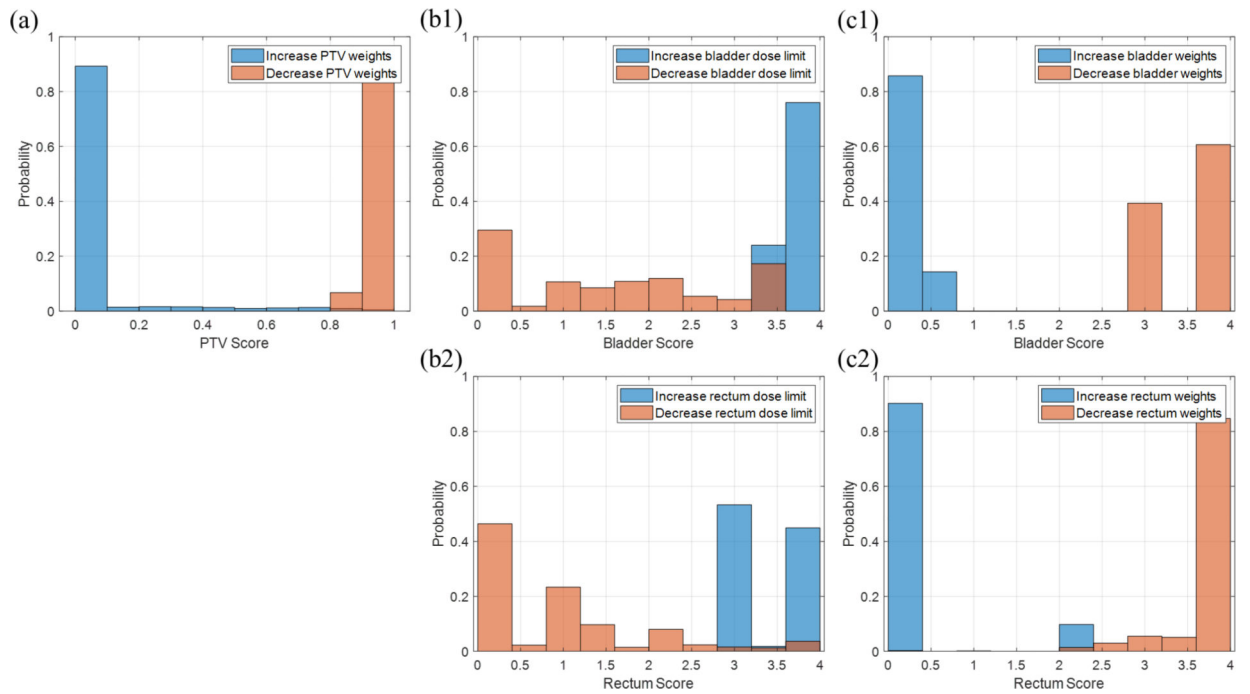 (a)
Increase PTV weights
Decrease PTV weights
Probability
1
0.8
0.6
0.4
0.2
0
0 0.2 0.4 0.6 0.8 1
PTV Score
(b1)
Increase bladder dose limit
Decrease bladder dose limit
Probability
1
0.8
0.6
0.4
0.2
0
0 0.5 1 1.5 2 2.5 3 3.5 4
Bladder Score
(c1)
Increase bladder weights
Decrease bladder weights
Probability
1
0.8
0.6
0.4
0.2
0
0 0.5 1 1.5 2 2.5 3 3.5 4
Bladder Score
(b2)
Increase rectum dose limit
Decrease rectum dose limit
Probability
1
0.8
0.6
0.4
0.2
0
0 0.5 1 1.5 2 2.5 3 3.5 4
Rectum Score
(c2)
Increase rectum weights
Decrease rectum weights
Probability
1
0.8
0.6
0.4
0.2
0
0 0.5 1 1.5 2 2.5 3 3.5 4
Rectum Score